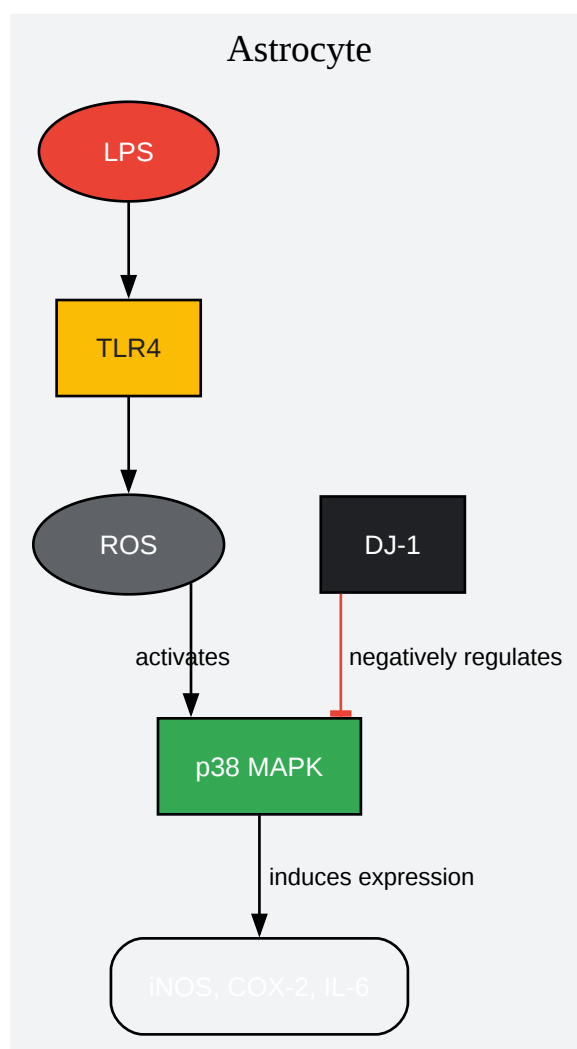 Astrocyte
LPS
TLR4
ROS
DJ-1
activates
negatively regulates
p38 MAPK
induces expression
iNOS, COX-2, IL-6